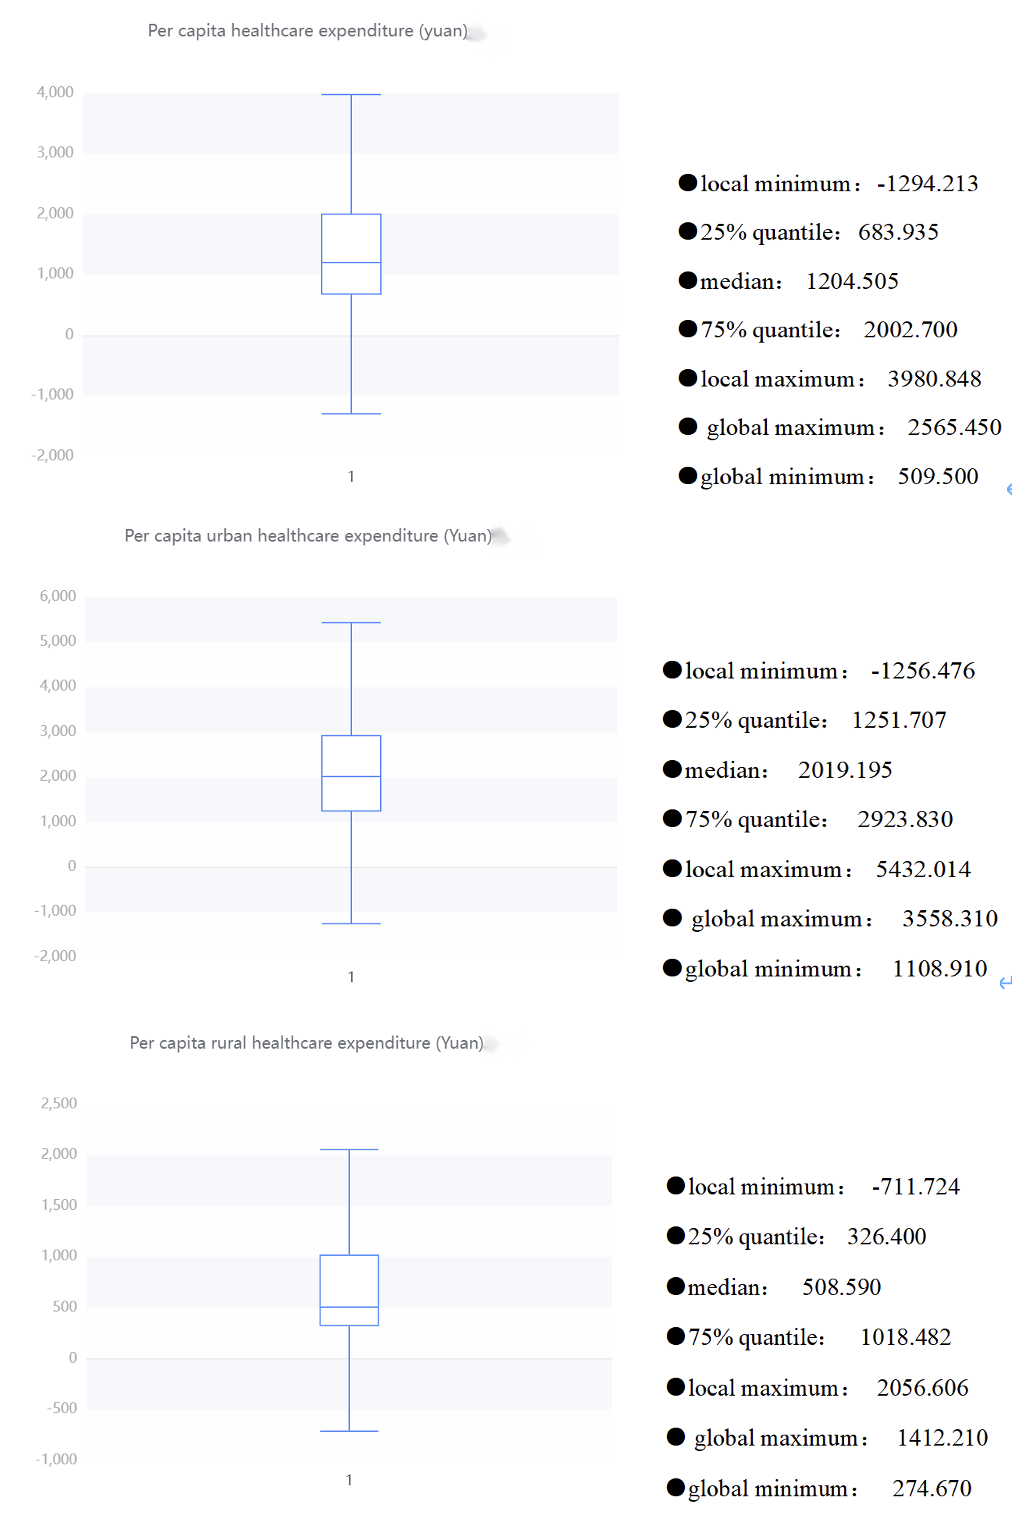 Per capita healthcare expenditure (yuan)
4,000
3,000
2,000
1,000
0
-1,000
-2,000
1
●local minimum：-1294.213
●25% quantile：683.935
●median： 1204.505
●75% quantile： 2002.700
●local maximum： 3980.848
● global maximum： 2565.450
●global minimum： 509.500
Per capita urban healthcare expenditure (Yuan)
6,000
5,000
4,000
3,000
2,000
1,000
0
-1,000
-2,000
1
●local minimum： -1256.476
●25% quantile： 1251.707
●median： 2019.195
●75% quantile： 2923.830
●local maximum： 5432.014
● global maximum： 3558.310
●global minimum： 1108.910
Per capita rural healthcare expenditure (Yuan)
2,500
2,000
1,500
1,000
500
0
-500
-1,000
1
●local minimum： -711.724
●25% quantile： 326.400
●median： 508.590
●75% quantile： 1018.482
●local maximum： 2056.606
● global maximum： 1412.210
●global minimum： 274.670